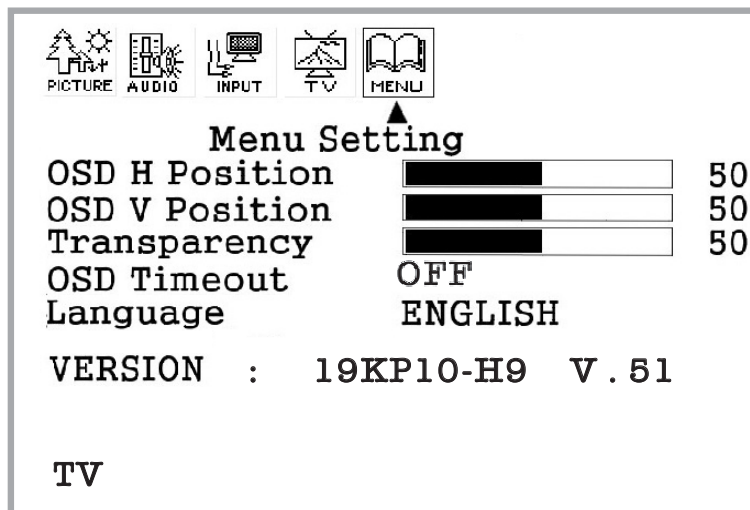 PICTURE AUDIO INPUT TV MENU
Menu Setting
OSD H Position 50
OSD V Position 50
Transparency 50
OSD Timeout OFF
Language ENGLISH
VERSION : 19KP10-H9 V.51
TV